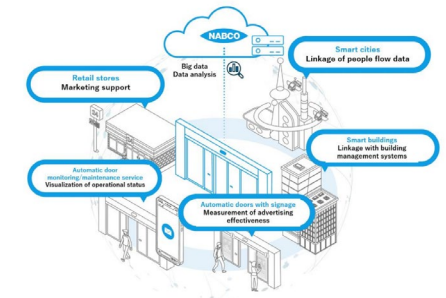 NABCO
Big data
Data analysis
Smart cities
Linkage of people flow data
Retail stores
Marketing support
Smart buildings
Linkage with building
management systems
Automatic door
monitoring/maintenance service
Visualization of operational status
Automatic doors with signage
Measurement of advertising
effectiveness